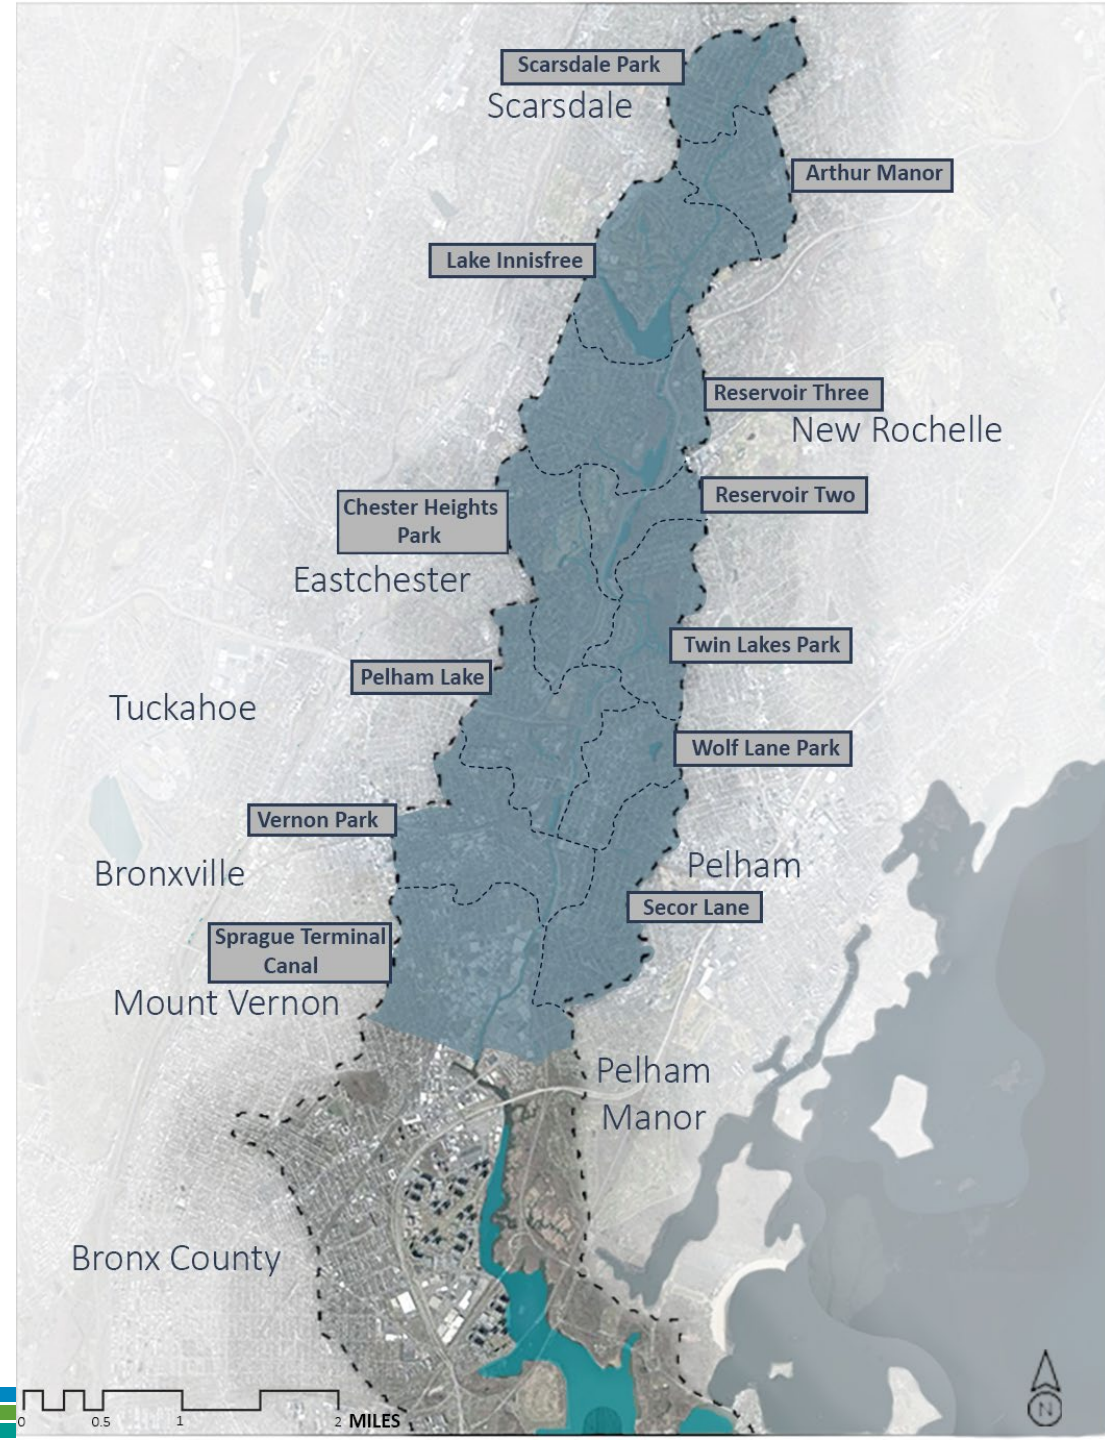 Scarsdale Park
Scarsdale
Arthur Manor
Lake Innisfree
Reservoir Three
New Rochelle
Reservoir Two
Chester Heights
Park
Eastchester
Twin Lakes Park
Pelham Lake
Tuckahoe
Wolf Lane Park
Vernon Park
Pelham
Bronxville
Secor Lane
Sprague Terminal
Canal
Mount Vernon
Pelham
Manor
Bronx County
0 0.5 1 2 MILES
N